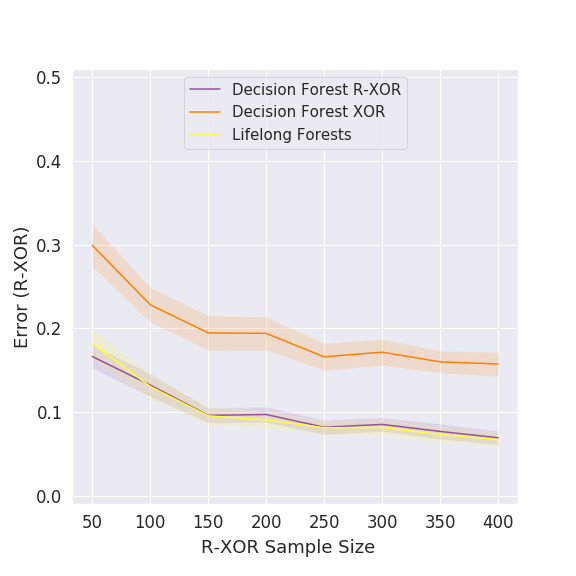 Decision Forest R-XOR
Decision Forest XOR
Lifelong Forests
Error (R-XOR)
0.5
0.4
0.3
0.2
0.1
0.0
50 100 150 200 250 300 350 400
R-XOR Sample Size